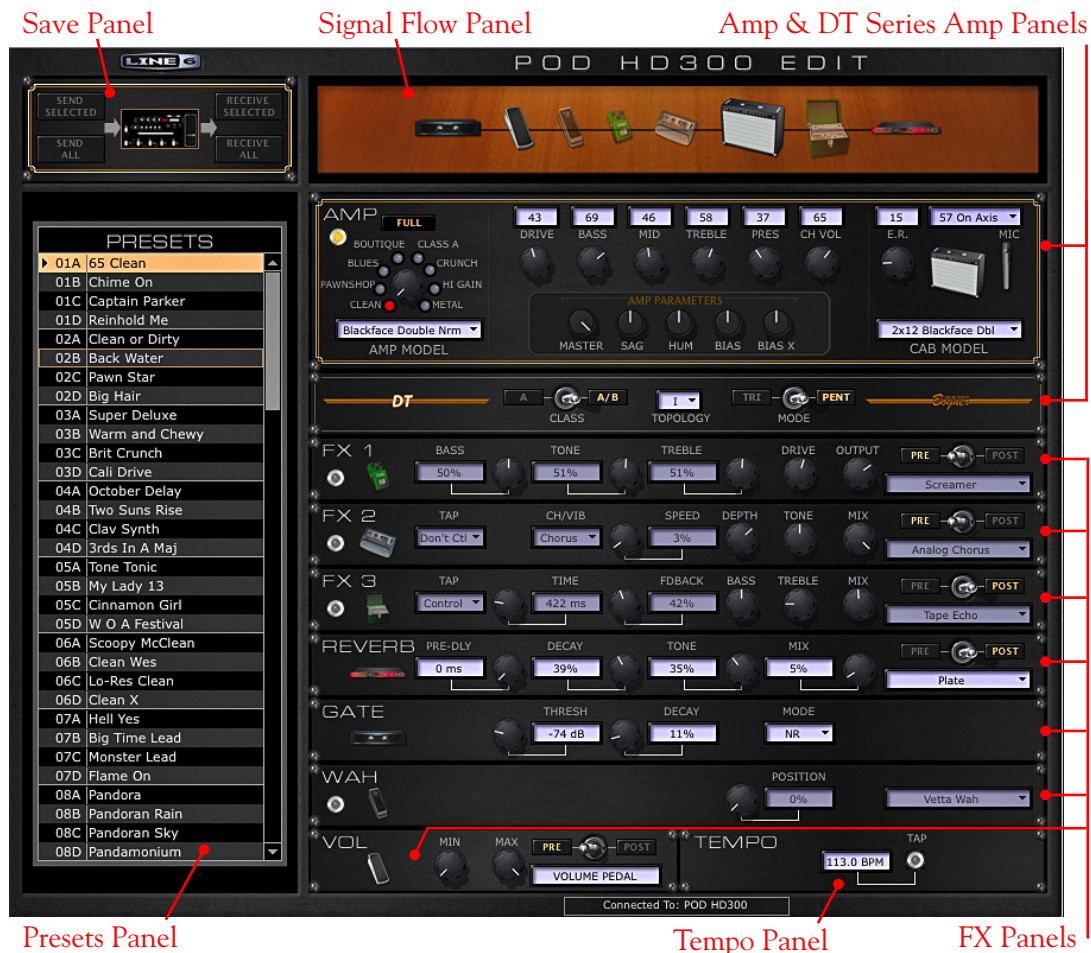 Save Panel
Signal Flow Panel
Amp & DT Series Amp Panels
LINE 6
POD HD300 EDIT
SEND SELECTED
RECEIVE SELECTED
SEND ALL
RECEIVE ALL
PRESETS
01A 65 Clean
01B Chime On
01C Captain Parker
01D Reinhold Me
02A Clean or Dirty
02B Back Water
02C Pawn Star
02D Big Hair
03A Super Deluxe
03B Warm and Chewy
03C Brit Crunch
03D Cali Drive
04A October Delay
04B Two Suns Rise
04C Clav Synth
04D 3rds In A Maj
05A Tone Tonic
05B My Lady 13
05C Cinnamon Girl
05D W O A Festival
06A Scoopy McClean
06B Clean Wes
06C Lo-Res Clean
06D Clean X
07A Hell Yes
07B Big Time Lead
07C Monster Lead
07D Flame On
08A Pandora
08B Pandoran Rain
08C Pandoran Sky
08D Pandamonium
AMP
FULL
BOUTIQUE CLASS A
BLUES CRUNCH
PAWNSHOP HI GAIN
CLEAN METAL
Blackface Double Nrm
AMP MODEL
43 69 46 58 37 65 15 57 On Axis
DRIVE BASS MID TREBLE PRES CH VOL E.R. MIC
AMP PARAMETERS
MASTER SAG HUM BIAS BIAS X
2x12 Blackface Dbl
CAB MODEL
DT
A A/B
CLASS
I
TOPOLOGY
TRI PENT
MODE
Bogner
FX 1
BASS TONE TREBLE DRIVE OUTPUT
50% 51% 51%
PRE POST
Screamer
FX 2
TAP CH/VIB SPEED DEPTH TONE MIX
Don't Ctl Chorus 3%
PRE POST
Analog Chorus
FX 3
TAP TIME FDBACK BASS TREBLE MIX
Control 422 ms 42%
PRE POST
Tape Echo
REVERB
PRE-DLY DECAY TONE MIX
0 ms 39% 35% 5%
PRE POST
Plate
GATE
THRESH DECAY MODE
-74 dB 11% NR
WAH
POSITION
0%
Vetta Wah
VOL
MIN MAX
PRE POST
VOLUME PEDAL
TEMPO
TAP
113.0 BPM
Connected To: POD HD300
Presets Panel
Tempo Panel
FX Panels